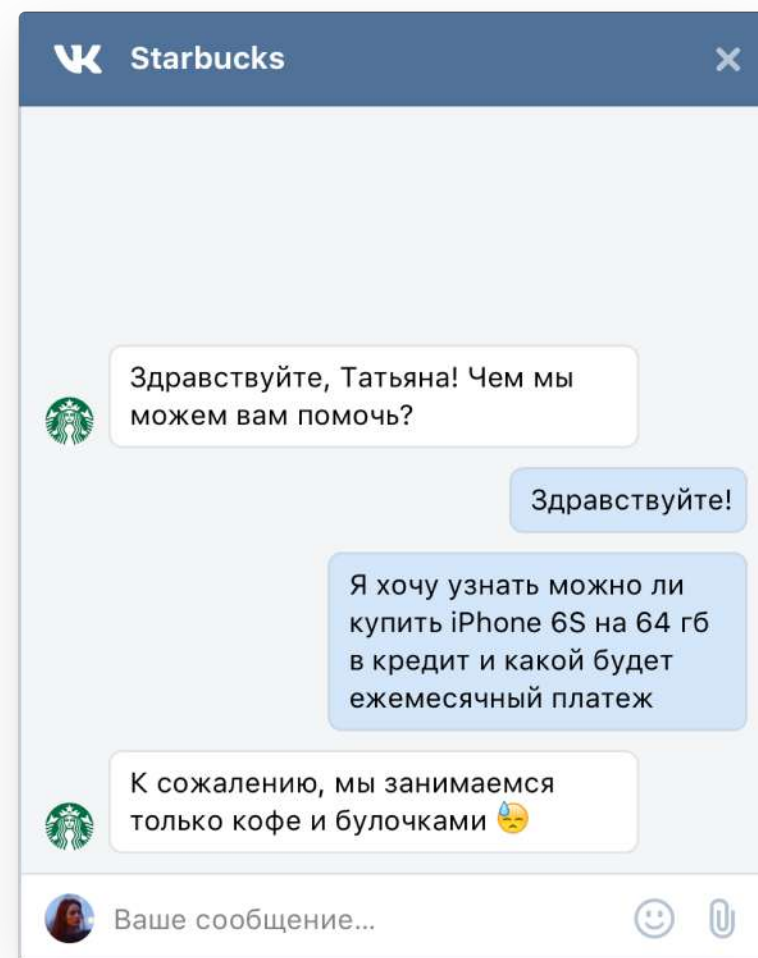 Starbucks
Здравствуйте, Татьяна! Чем мы
можем вам помочь?
Здравствуйте!
Я хочу узнать можно ли
купить iPhone 6S на 64 гб
в кредит и какой будет
ежемесячный платеж
К сожалению, мы занимаемся
только кофе и булочками 😓
Ваше сообщение...